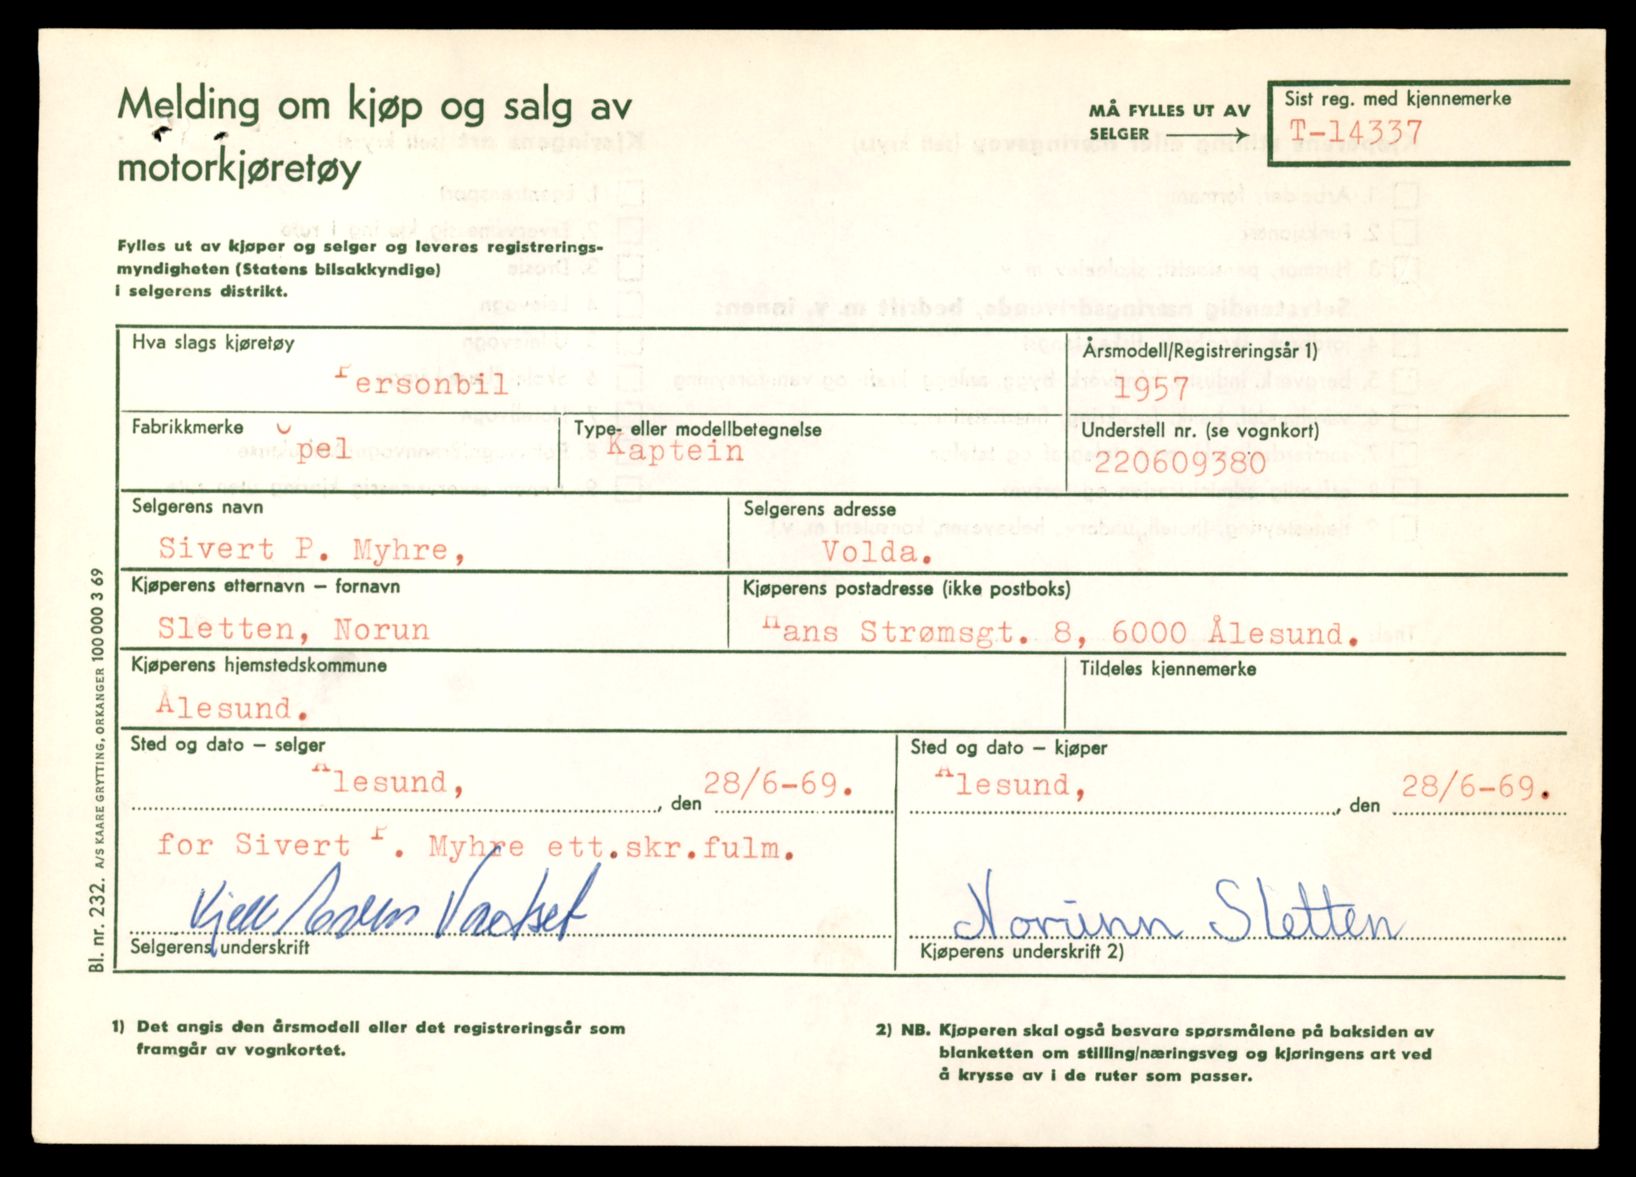 Melding om kjøp og salg av
motorkjøretøy
MÅ FYLLES UT AV
SELGER
Sist reg. med kjennemerke
T-14337
Fylles ut av kjøper og selger og leveres registrerings-
myndigheten (Statens bilsakkyndige)
i selgerens distrikt.
Hva slags kjøretøy
Personbil
Årsmodell/Registreringsår 1)
1957
Fabrikkmerke
Opel
Type- eller modellbetegnelse
Kaptein
Understell nr. (se vognkort)
220609380
Selgerens navn
Sivert P. Myhre,
Selgerens adresse
Volda.
Kjøperens etternavn – fornavn
Sletten, Norun
Kjøperens postadresse (ikke postboks)
Hans Strømsgt. 8, 6000 Ålesund.
Kjøperens hjemstedskommune
Ålesund.
Tildeles kjennemerke
Sted og dato – selger
Ålesund, , den 28/6-69.
Sted og dato – kjøper
Ålesund, , den 28/6-69.
for Sivert P. Myhre ett.skr.fulm.
Kjell
Selgerens underskrift
Norunn Sletten
Kjøperens underskrift 2)
Bl. nr. 232. A/S KAARE GRYTTING, ORKANGER 100 000 3 69
1) Det angis den årsmodell eller det registreringsår som
framgår av vognkortet.
2) NB. Kjøperen skal også besvare spørsmålene på baksiden av
blanketten om stilling/næringsveg og kjøringens art ved
å krysse av i de ruter som passer.